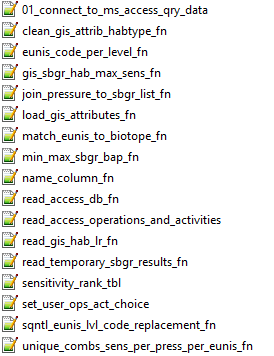 01_connect_to_ms_access_qry_data
clean_gis_attrib_habtype_fn
eunis_code_per_level_fn
gis_sbgr_hab_max_sens_fn
join_pressure_to_sbgr_list_fn
load_gis_attributes_fn
match_eunis_to_biotope_fn
min_max_sbgr_bap_fn
name_column_fn
read_access_db_fn
read_access_operations_and_activities
read_gis_hab_lr_fn
read_temporary_sbgr_results_fn
sensitivity_rank_tbl
set_user_ops_act_choice
sqntl_eunis_lvl_code_replacement_fn
unique_combs_sens_per_press_per_eunis_fn